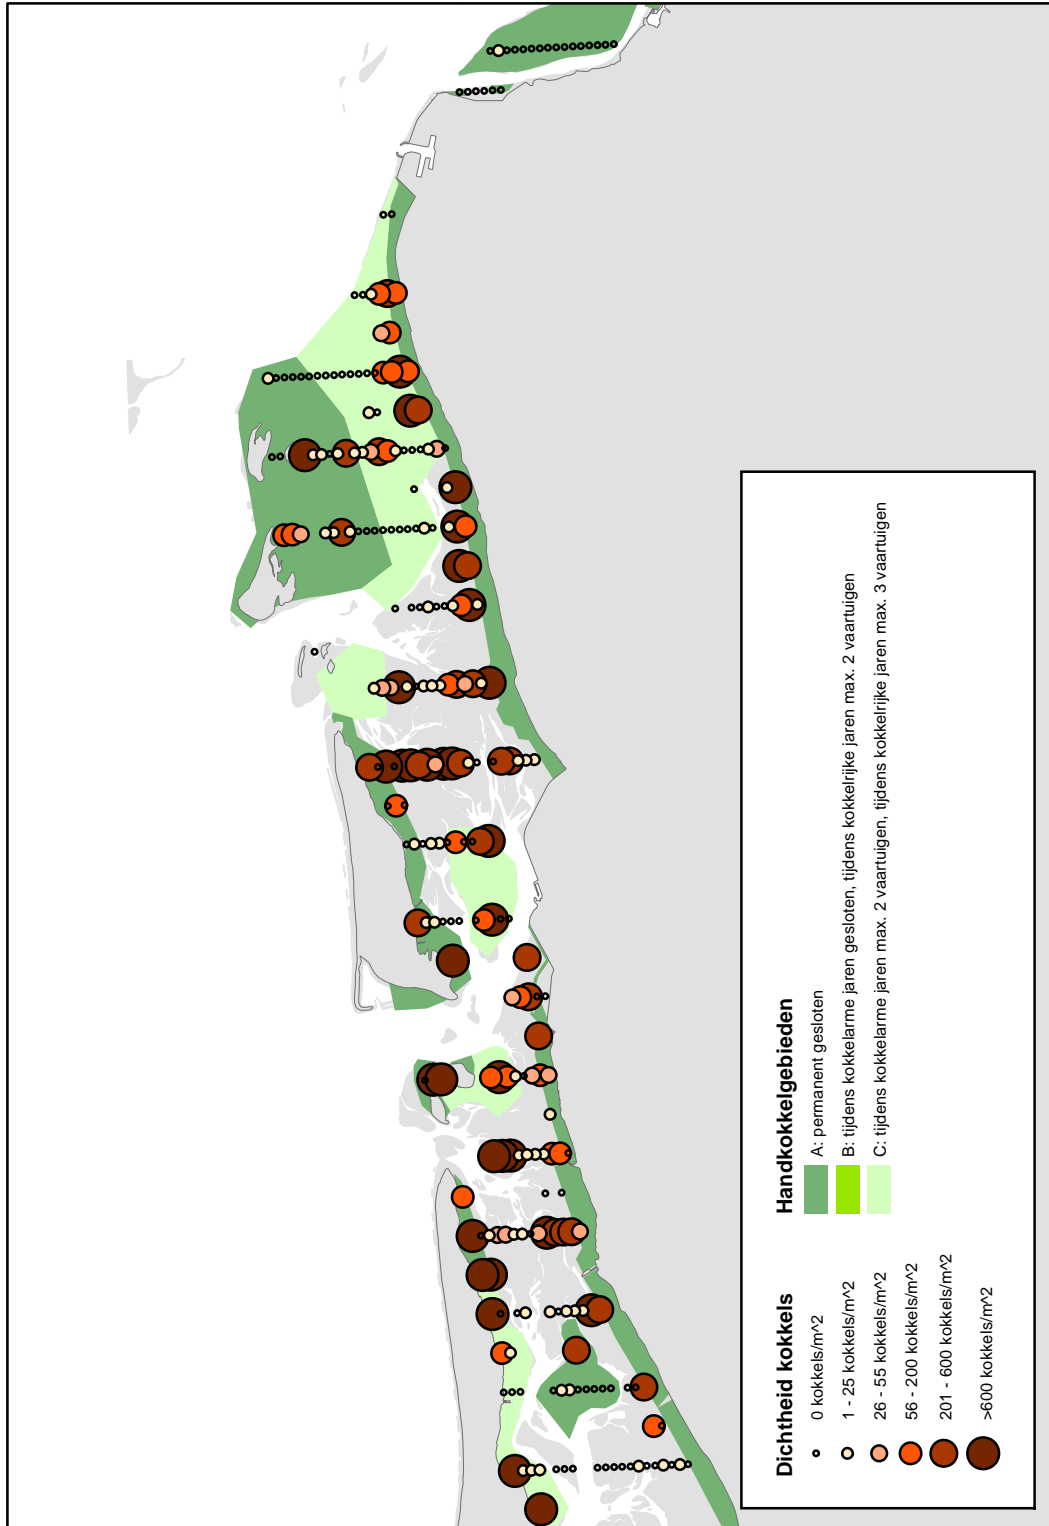 Dichtheid kokkels
0 kokkels/m^2
1 - 25 kokkels/m^2
26 - 55 kokkels/m^2
56 - 200 kokkels/m^2
201 - 600 kokkels/m^2
>600 kokkels/m^2
Handkokkelgebieden
A: permanent gesloten
B: tijdens kokkelarme jaren gesloten, tijdens kokkelrijke jaren max. 2 vaartuigen
C: tijdens kokkelarme jaren max. 2 vaartuigen, tijdens kokkelrijke jaren max. 3 vaartuigen